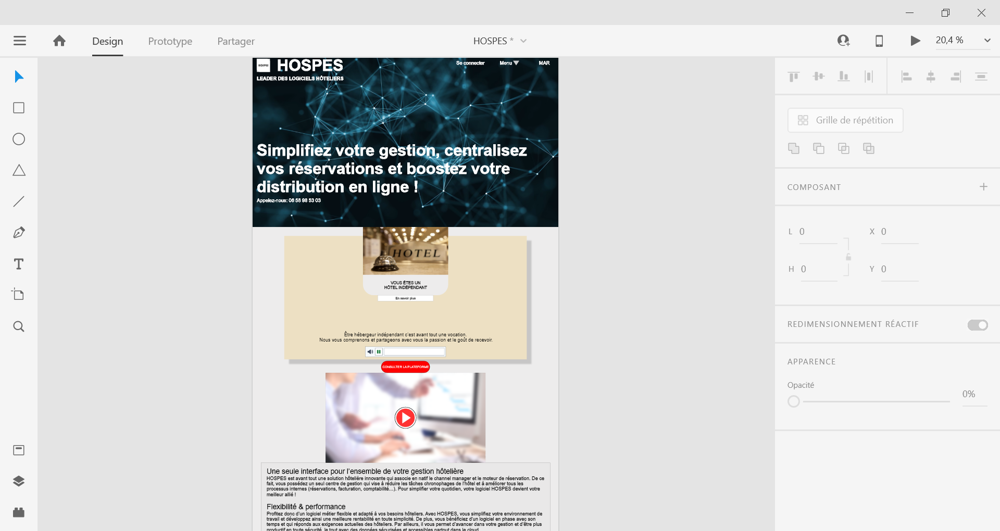 Design
Prototype
Partager
HOSPES *
20,4 %
HOSPES
HOSPES
Se connecter
Menu
MAR
LEADER DES LOGICIELS HÔTELIERS
Simplifiez votre gestion, centralisez
vos réservations et boostez votre
distribution en ligne !
Appelez-nous: 06 58 98 53 03
HOTEL
VOUS ÊTES UN
HÔTEL INDÉPENDANT
En savoir plus
Être hébergeur indépendant c'est avant tout une vocation.
Nous vous comprenons et partageons avec vous la passion et le goût de recevoir.
CONSULTER LA PLATEFORME
Une seule interface pour l'ensemble de votre gestion hôtelière
HOSPES est avant tout une solution hôtelière innovante qui associe en natif le channel manager et le moteur de réservation. De ce
fait, vous possédez un seul centre de gestion qui vise à réduire les tâches chronophages de l'hôtel et à améliorer tous les
processus internes (réservations, facturation, comptabilité...). Pour simplifier votre quotidien, votre logiciel HOSPES devient votre
meilleur allié !
Flexibilité & performance
Profitez donc d'un logiciel métier flexible et adapté à vos besoins hôteliers. Avec HOSPES, vous simplifiez votre environnement de
travail et développez ainsi une meilleure rentabilité en toute simplicité. De plus, vous bénéficiez d'un logiciel en phase avec son
temps et qui réponds aux exigences actuelles des hôteliers. Par ailleurs, il vous permet d'avancer dans votre gestion et d'être plus
productif en toute sécurité, le tout avec des données sécurisées et accessibles partout dans le cloud.
Grille de répétition
COMPOSANT
L 0
X 0
H 0
Y 0
REDIMENSIONNEMENT RÉACTIF
APPARENCE
Opacité
0%